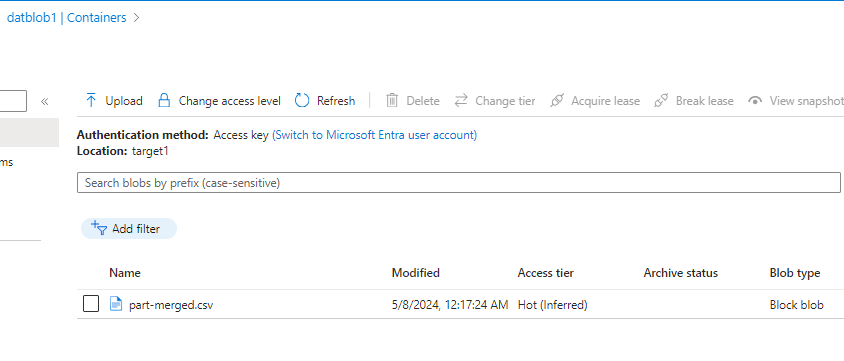 datblob1 | Containers >
«
Upload Change access level Refresh Delete Change tier Acquire lease Break lease View snapshot
Authentication method: Access key (Switch to Microsoft Entra user account)
ms
Location: target1
Search blobs by prefix (case-sensitive)
Add filter
Name Modified Access tier Archive status Blob type
part-merged.csv 5/8/2024, 12:17:24 AM Hot (Inferred) Block blob